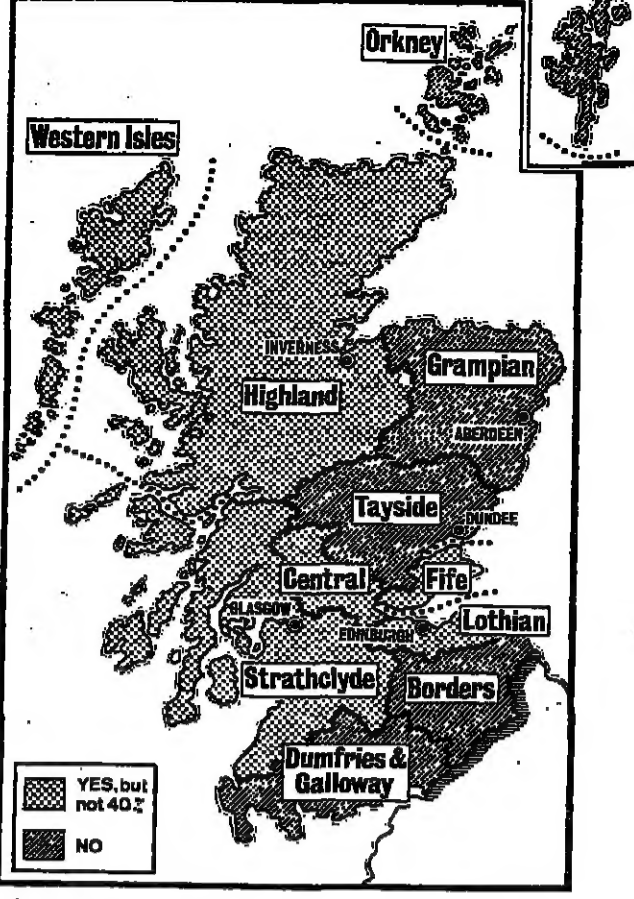 Orkney
Western Isles
INVERNESS
Grampian
Highland
ABERDEEN
Tayside
DUNDEE
Central
Fife
GLASGOW
Lothian
EDINBURGH
Strathclyde
Borders
Dumfries &
Galloway
YES, but
not 40%
NO